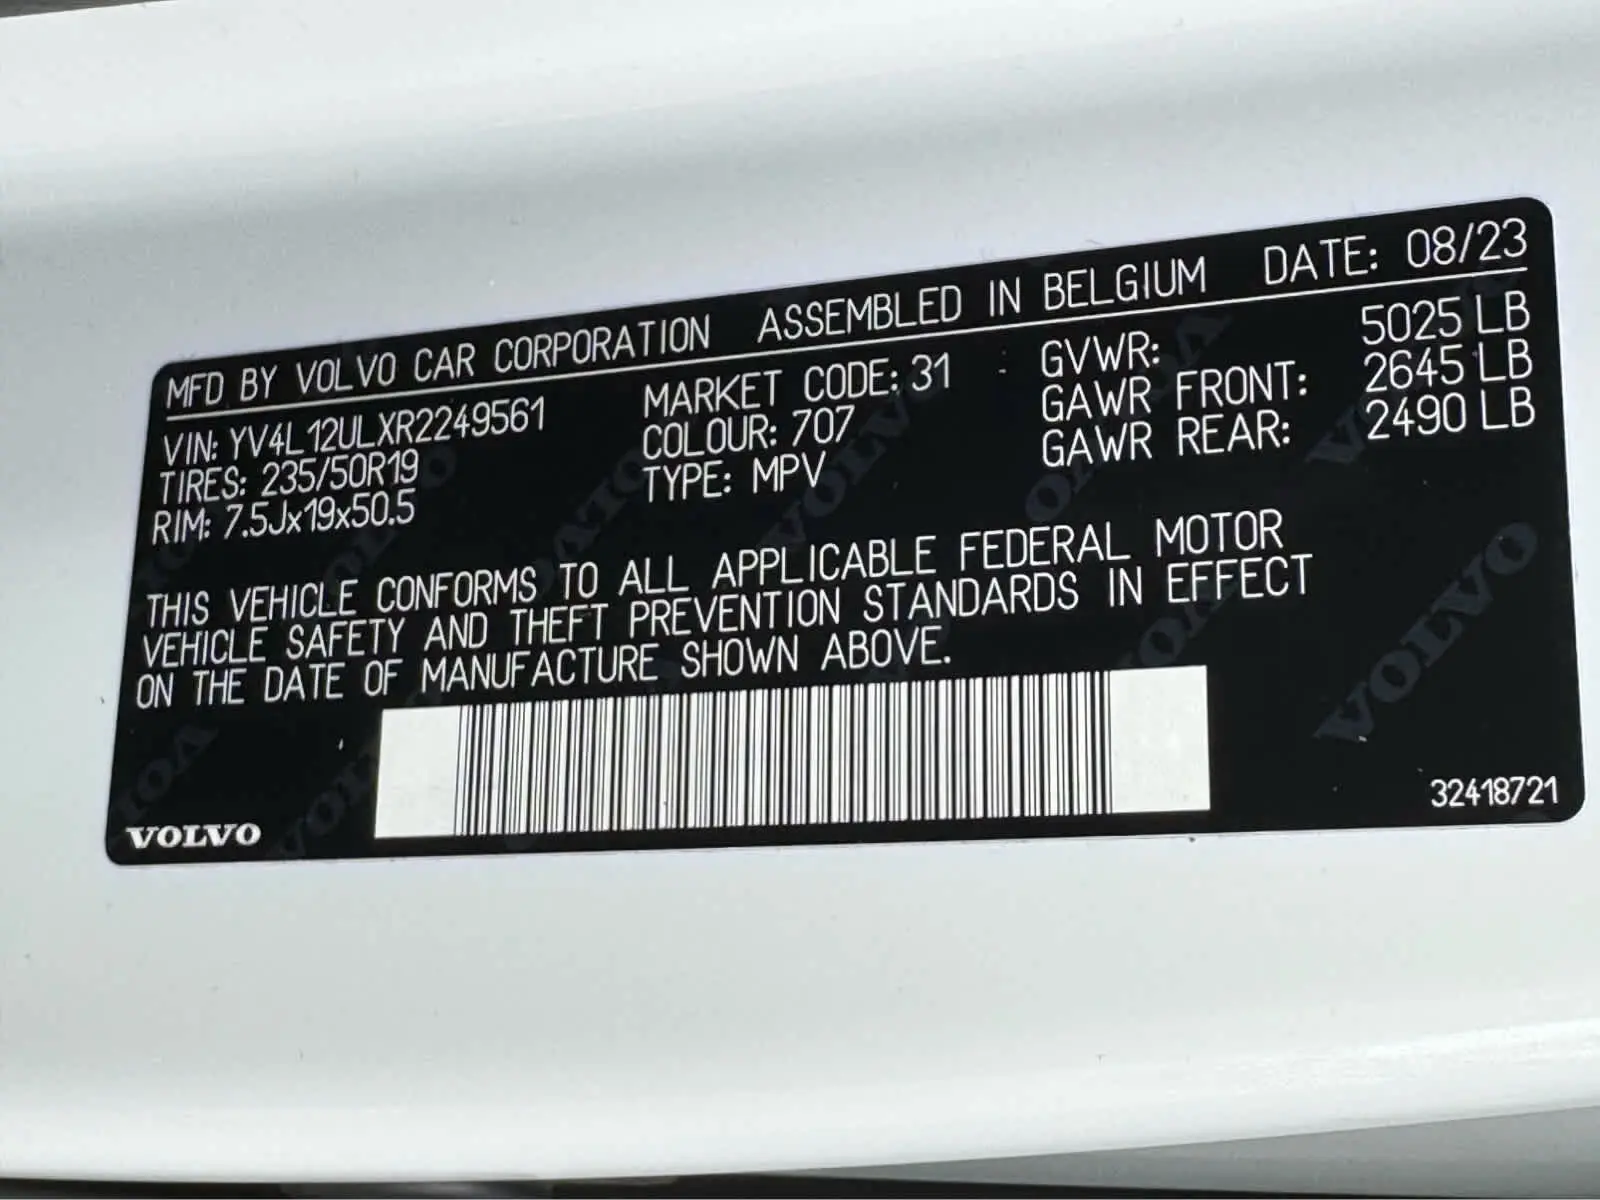 MFD. BY VOLVO CAR CORPORATION ASSEMBLED IN BELGIUM DATE: 08/23
VIN: YV4L12ULXR2249561 MARKET CODE: 31 GVWR: 5025 LB
TIRES: 235/50R19 COLOUR: 707 GAWR FRONT: 2645 LB
RIM: 7.5Jx19x50.5 TYPE: MPV GAWR REAR: 2490 LB
THIS VEHICLE CONFORMS TO ALL APPLICABLE FEDERAL MOTOR
VEHICLE SAFETY AND THEFT PREVENTION STANDARDS IN EFFECT
ON THE DATE OF MANUFACTURE SHOWN ABOVE.
VOLVO 32418721